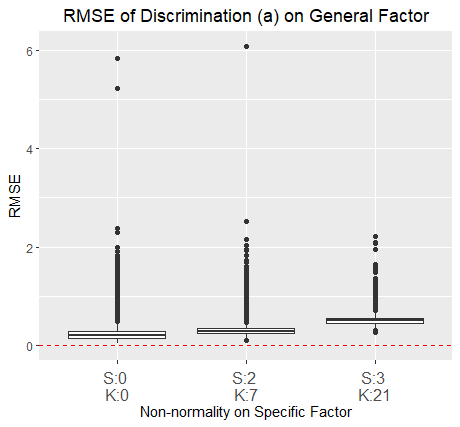 RMSE of Discrimination (a) on General Factor
6
4
2
0
RMSE
S:0 S:2 S:3
K:0 K:7 K:21
Non-normality on Specific Factor